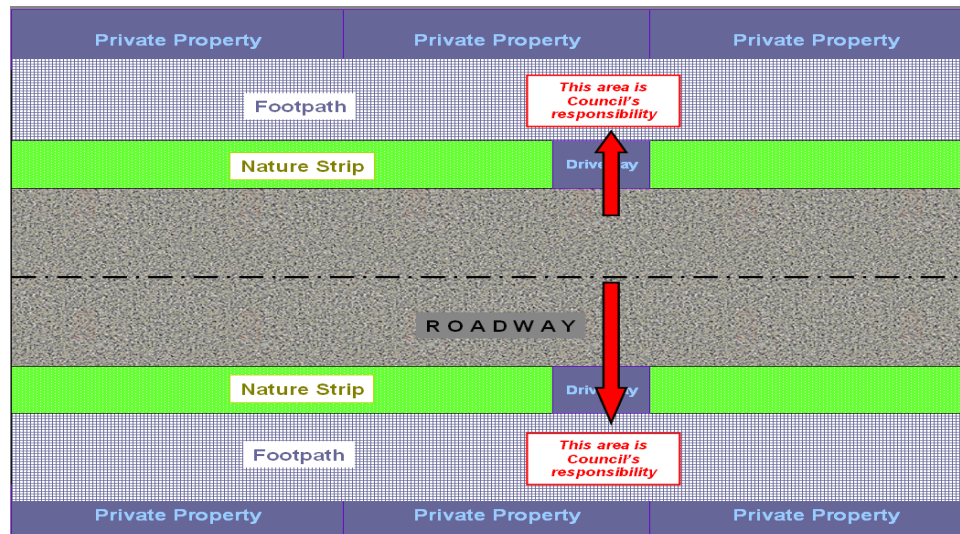 Private Property Private Property Private Property
This area is
Council's
responsibility
Footpath
Nature Strip
ROADWAY
Nature Strip
This area is
Council's
responsibility
Footpath
Private Property Private Property Private Property